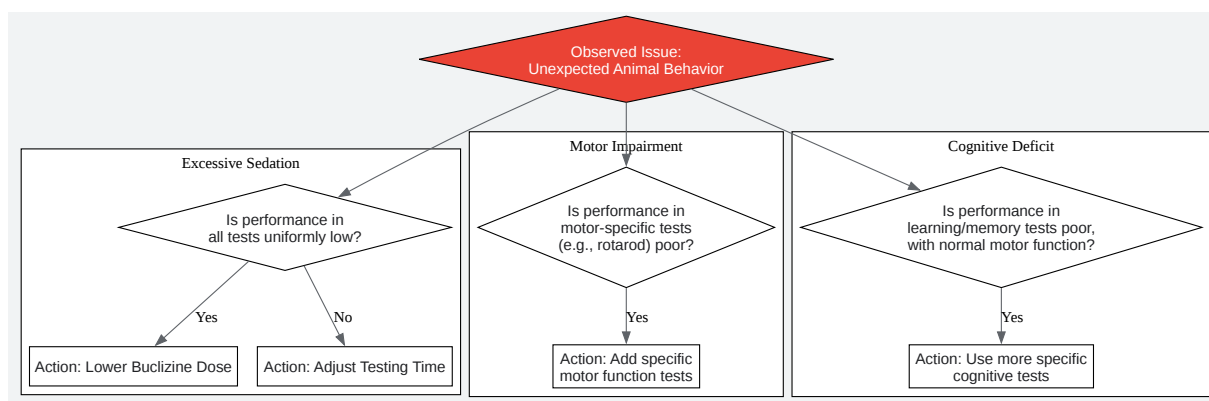 Observed Issue:
Unexpected Animal Behavior
Excessive Sedation
Is performance in
all tests uniformly low?
Yes
No
Action: Lower Buclizine Dose
Action: Adjust Testing Time
Motor Impairment
Is performance in
motor-specific tests
(e.g., rotarod) poor?
Yes
Action: Add specific
motor function tests
Cognitive Deficit
Is performance in
learning/memory tests poor,
with normal motor function?
Yes
Action: Use more specific
cognitive tests